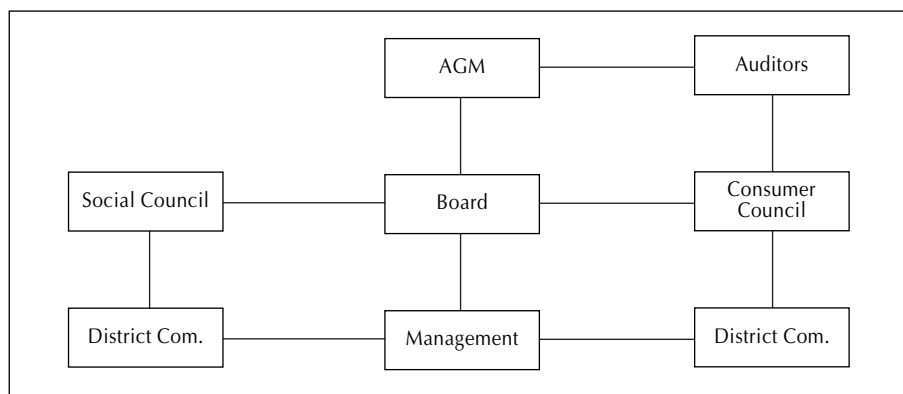 AGM
Auditors
Social Council
Board
Consumer
Council
District Com.
Management
District Com.